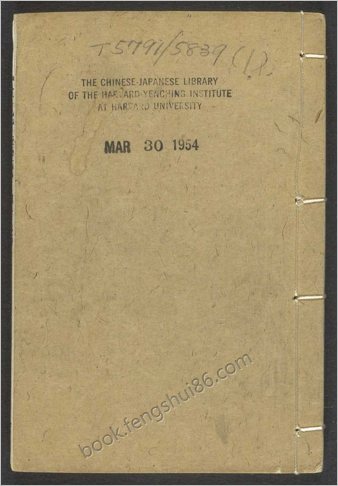 T5791/5839 (1).
THE CHINESE-JAPANESE LIBRARY
OF THE HARVARD-YENCHING INSTITUTE
AT HARVARD UNIVERSITY
MAR 30 1954
book.fengshui86.com